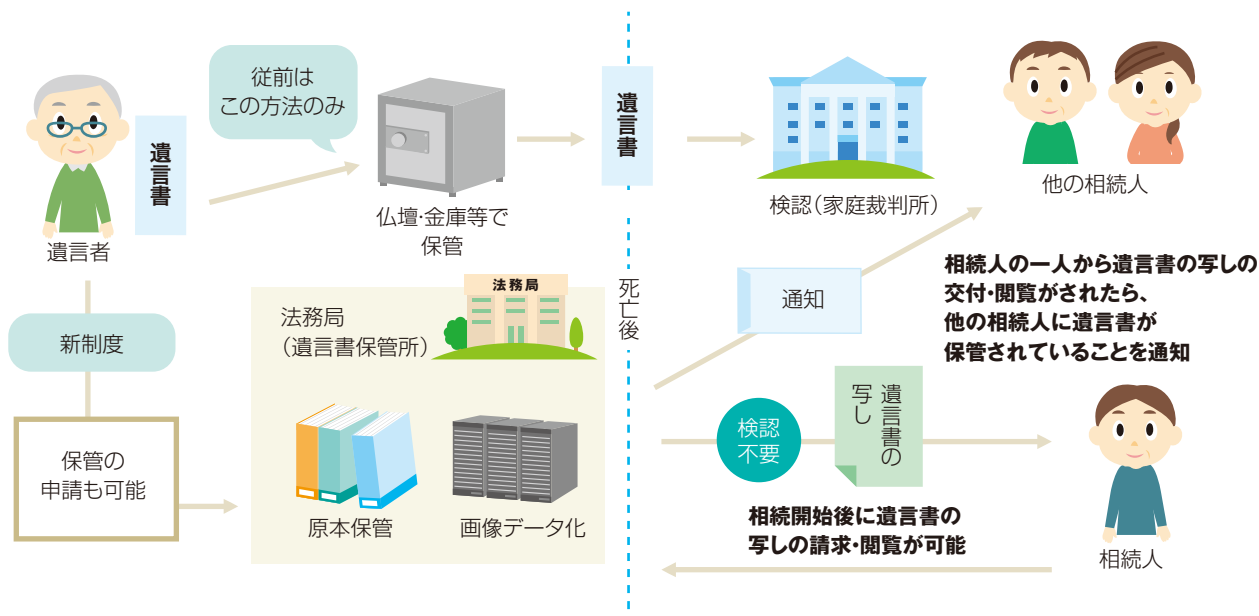 従前は
この方法のみ
遺言書
遺言者
仏壇・金庫等で
保管
遺言書
検認（家庭裁判所）
他の相続人
新制度
保管の
申請も可能
法務局
（遺言書保管所）
法務局
原本保管
画像データ化
死亡後
通知
相続人の一人から遺言書の写しの
交付・閲覧がされたら、
他の相続人に遺言書が
保管されていることを通知
検認
不要
遺言書の
写し
相続開始後に遺言書の
写しの請求・閲覧が可能
相続人